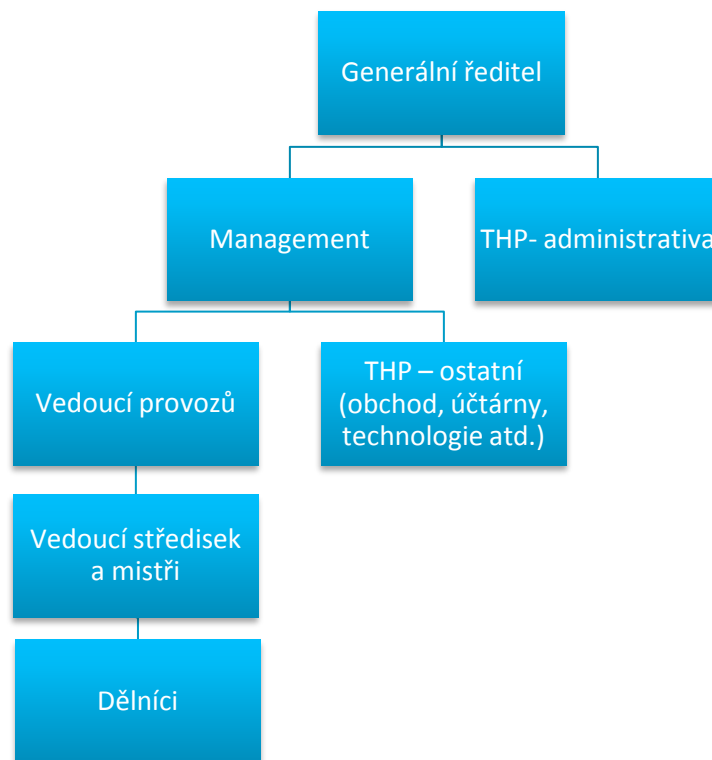 Generální ředitel
Management
THP- administrativa
Vedoucí provozů
THP – ostatní
(obchod, účtárny,
technologie atd.)
Vedoucí středisek
a mistři
Dělníci